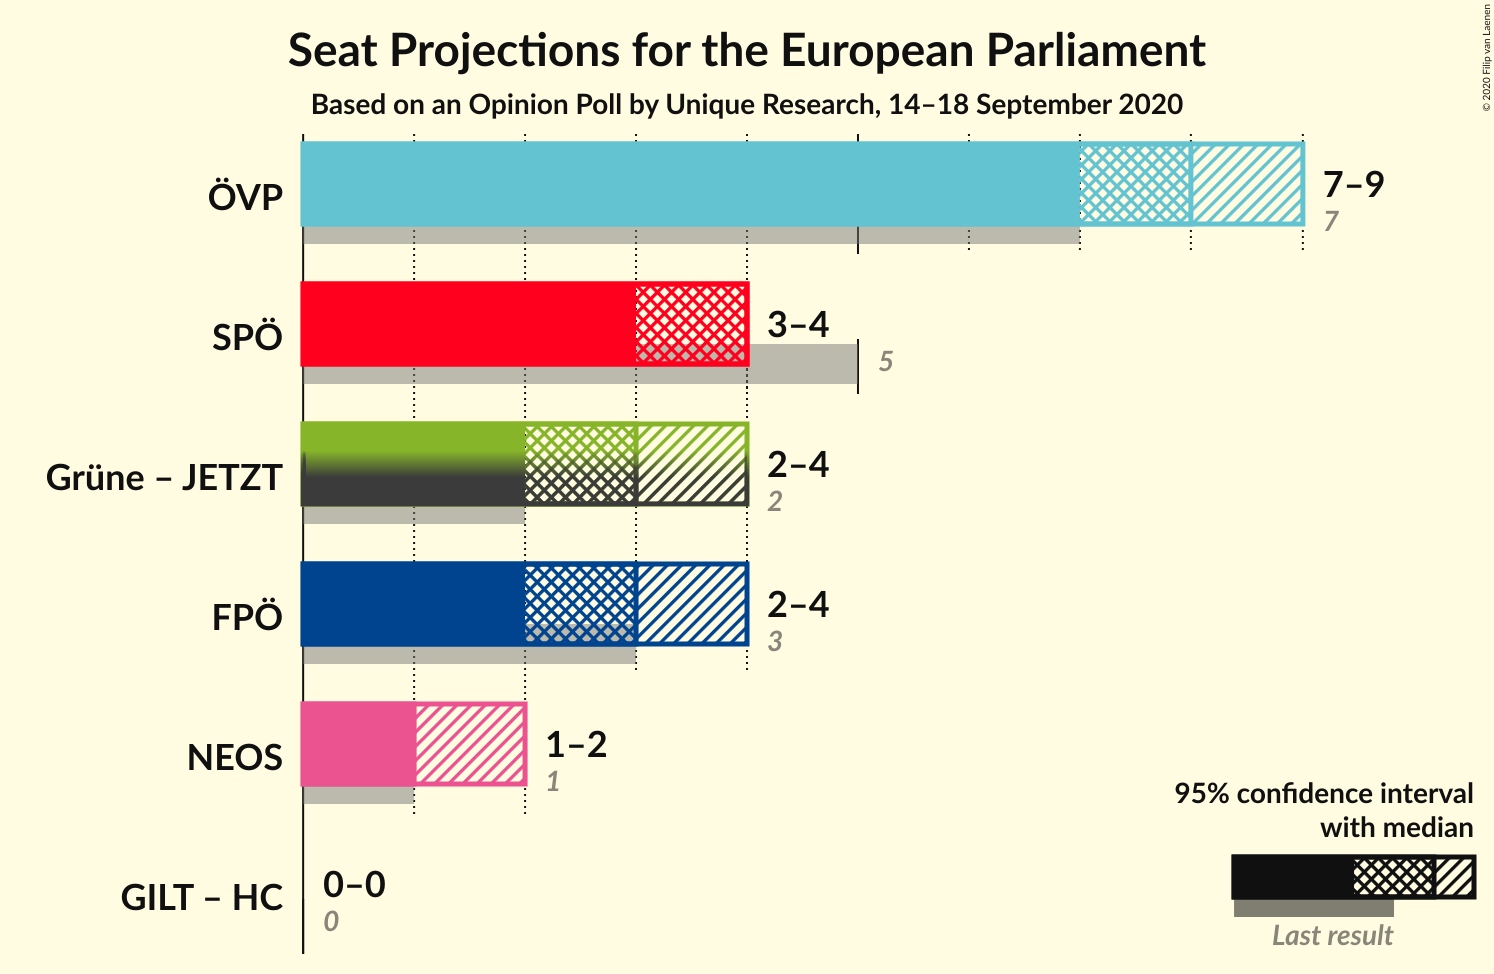 Seat Projections for the European Parliament
Based on an Opinion Poll by Unique Research, 14–18 September 2020
© 2020 Filip van Laenen
ÖVP
7–9
7
SPÖ
3–4
5
Grüne – JETZT
2–4
2
FPÖ
2–4
3
NEOS
1–2
1
GILT – HC
0–0
0
95% confidence interval
with median
Last result